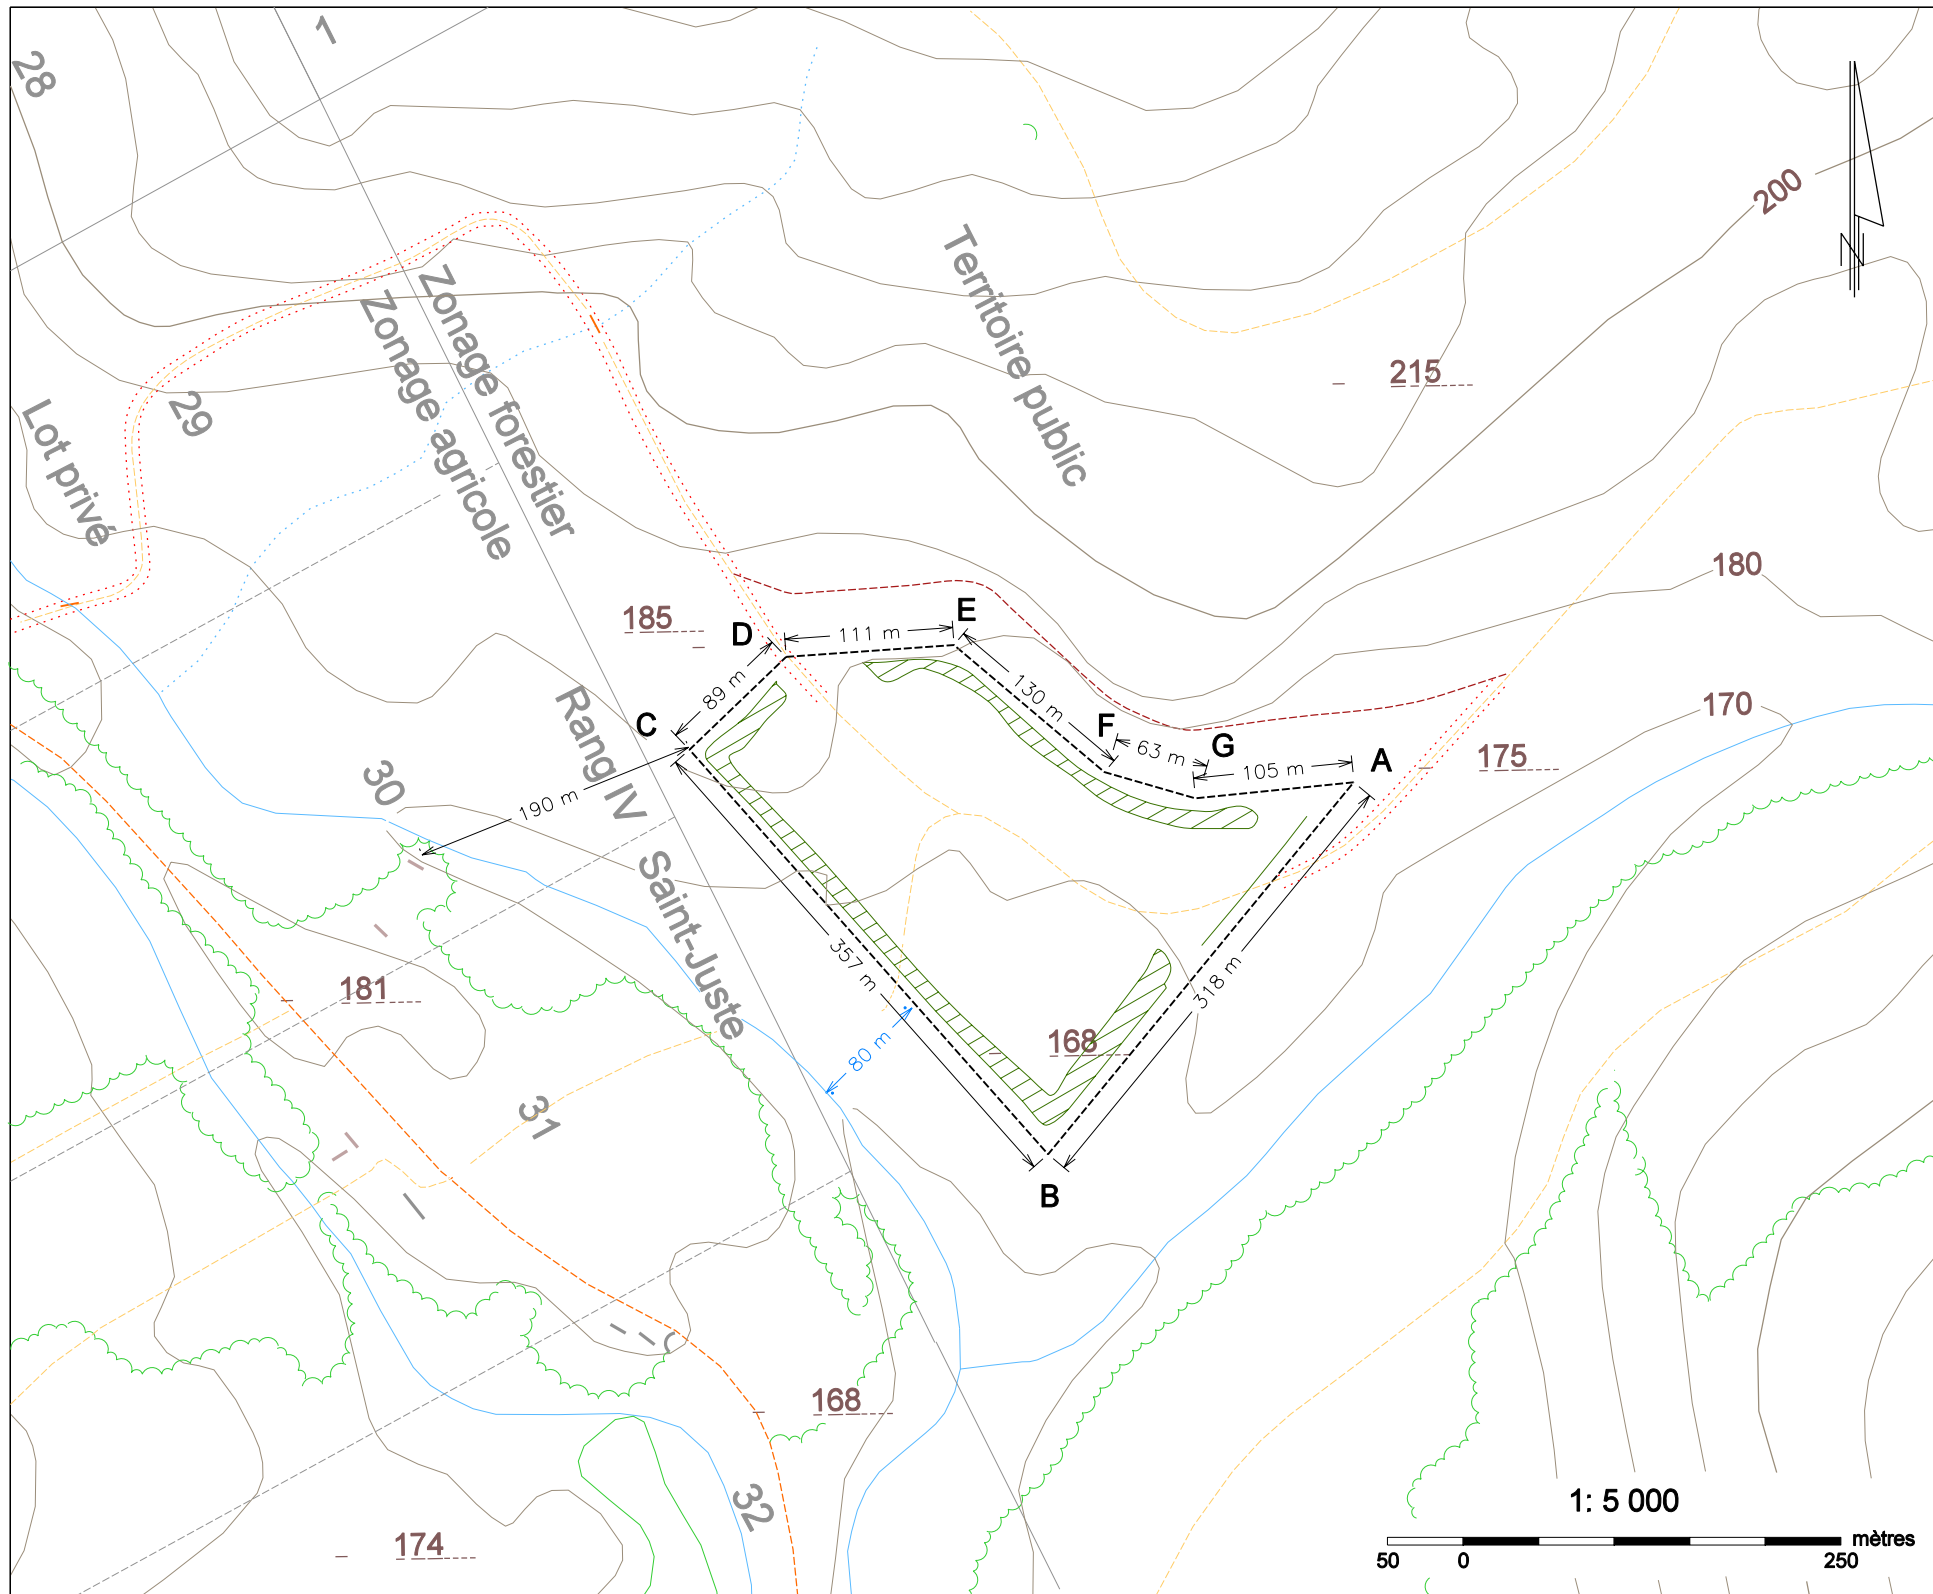 1
28
200
Territoire public
Zonage forestier
Zonage agricole
215
29
Lot privé
180
185
D
E
111 m
89 m
130 m
C
F
G
63 m
105 m
A
170
175
Rang IV Saint-Juste
30
190 m
357 m
318 m
181
168
80 m
31
B
168
32
174
1: 5 000
mètres
50 0 250
N